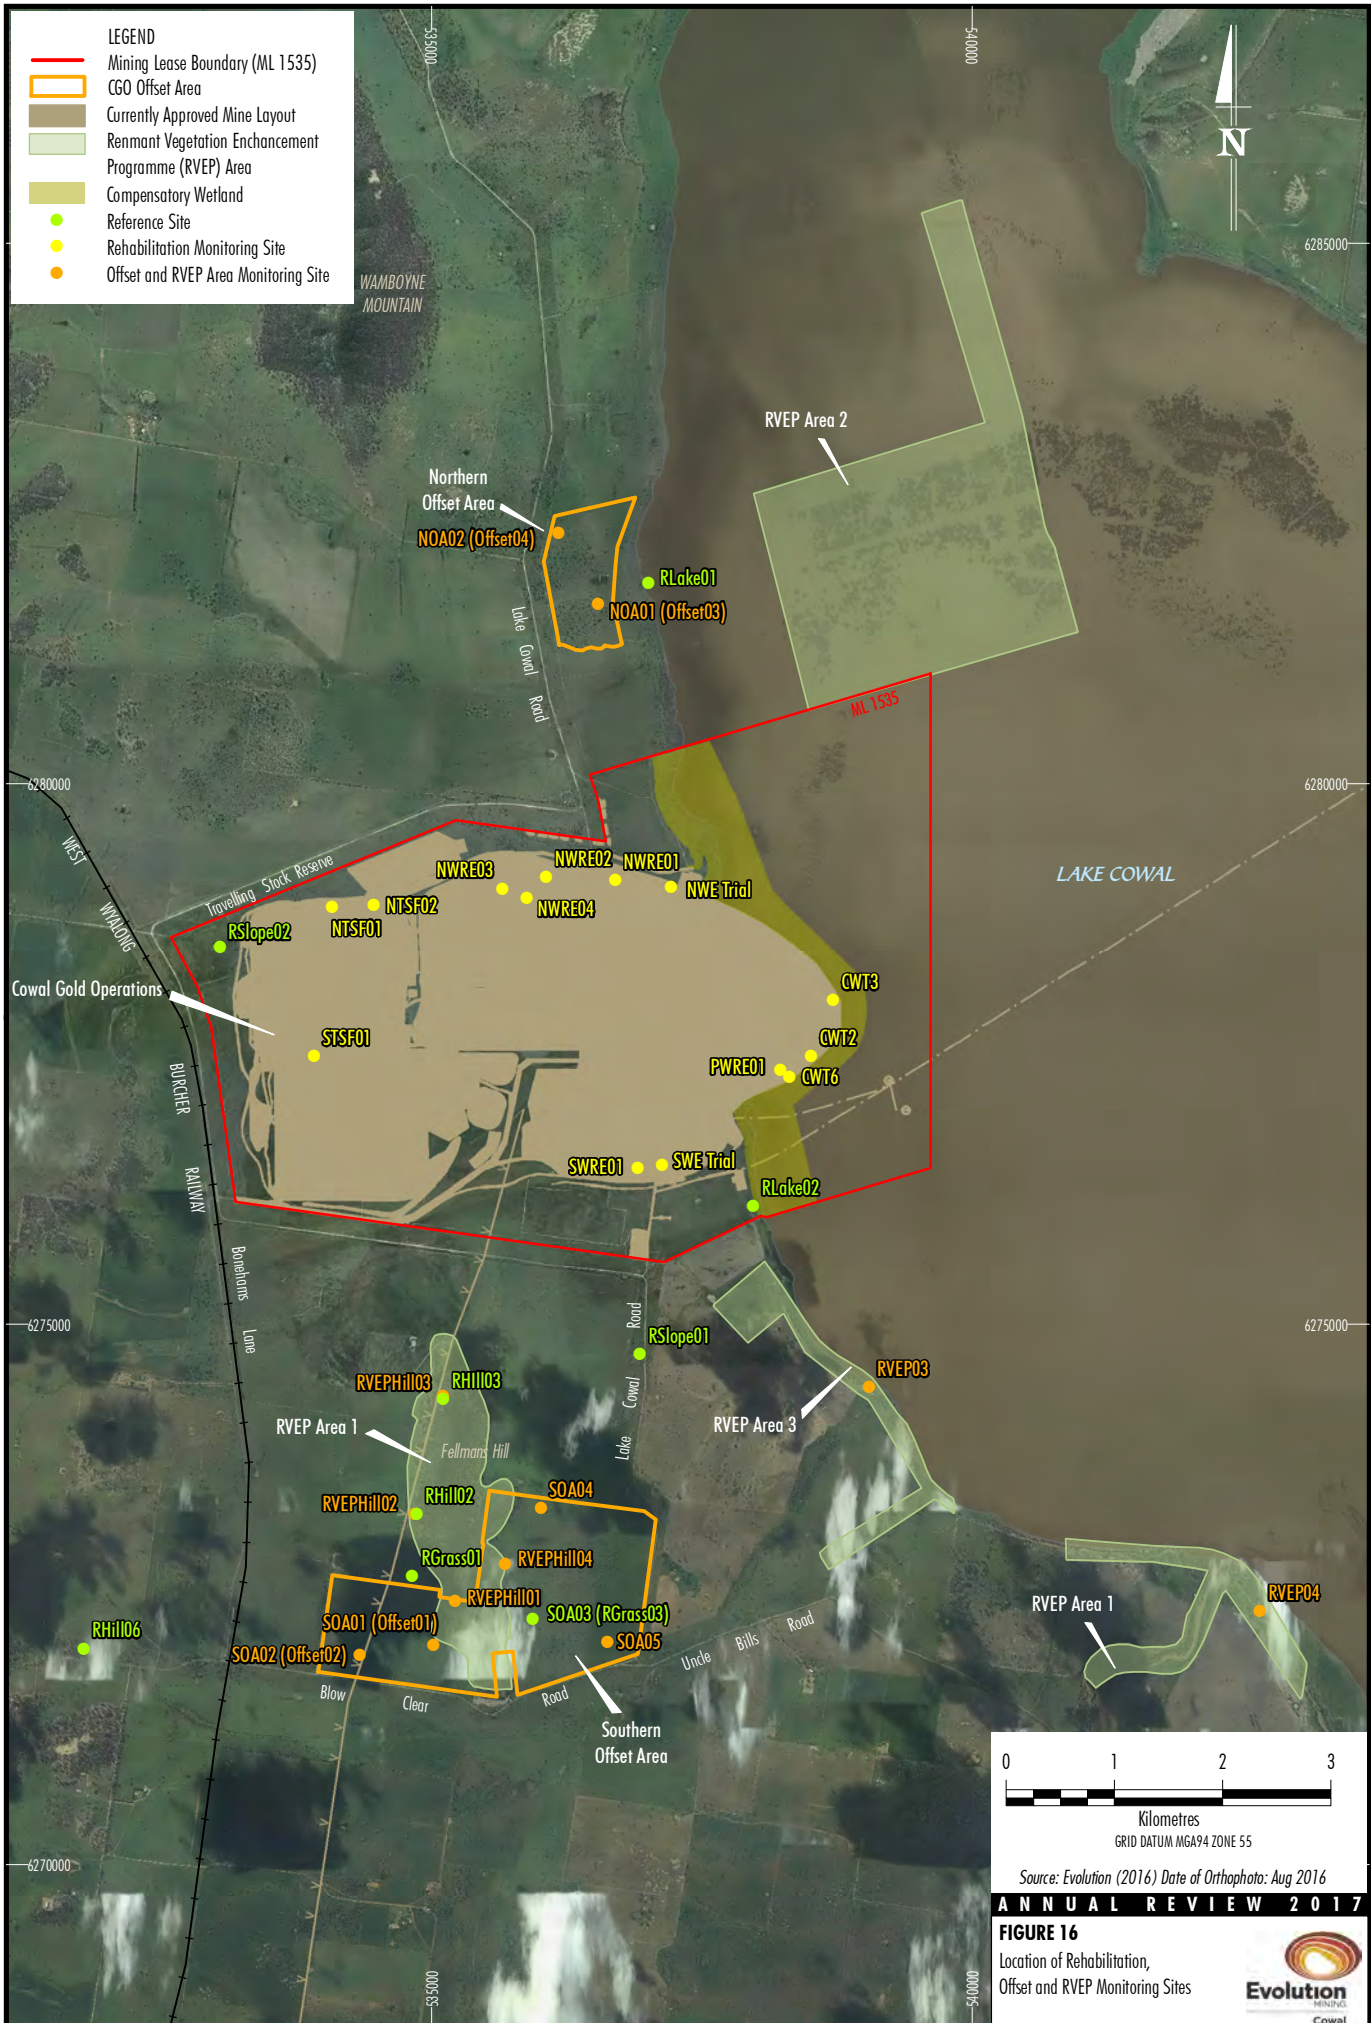 LEGEND
Mining Lease Boundary (ML 1535)
CGO Offset Area
Currently Approved Mine Layout
Renmant Vegetation Enchancement
Programme (RVEP) Area
Compensatory Wetland
Reference Site
Rehabilitation Monitoring Site
Offset and RVEP Area Monitoring Site
535000
540000
N
6285000
WAMBOYNE
MOUNTAIN
RVEP Area 2
Northern
Offset Area
NOA02 (Offset04)
RLake01
NOA01 (Offset03)
Lake Cowal Road
ML 1535
6280000
6280000
WEST WYALONG
BURCHER RAILWAY
Travelling Stock Reserve
LAKE COWAL
NWRE03
NWRE02
NWRE01
NWE Trial
NWRE04
NTSF02
NTSF01
RSlope02
Cowal Gold Operations
CWT3
STSF01
CWT2
PWRE01
CWT6
SWRE01
SWE Trial
RLake02
Bonehams Lane
6275000
6275000
Lake Cowal Road
RSlope01
RVEPHill03
RHIll03
RVEP03
RVEP Area 1
RVEP Area 3
Fellmans Hill
RVEPHill02
RHill02
SOA04
RGrass01
RVEPHill04
RVEPHill01
RVEP Area 1
RVEP04
SOA01 (Offset01)
SOA03 (RGrass03)
RHill06
SOA02 (Offset02)
SOA05
Uncle Bills Road
Blow Clear Road
Southern
Offset Area
6270000
535000
540000
0 1 2 3
Kilometres
GRID DATUM MGA94 ZONE 55
Source: Evolution (2016) Date of Orthophoto: Aug 2016
ANNUAL REVIEW 2017
FIGURE 16
Location of Rehabilitation,
Offset and RVEP Monitoring Sites
Evolution
MINING
Cowal